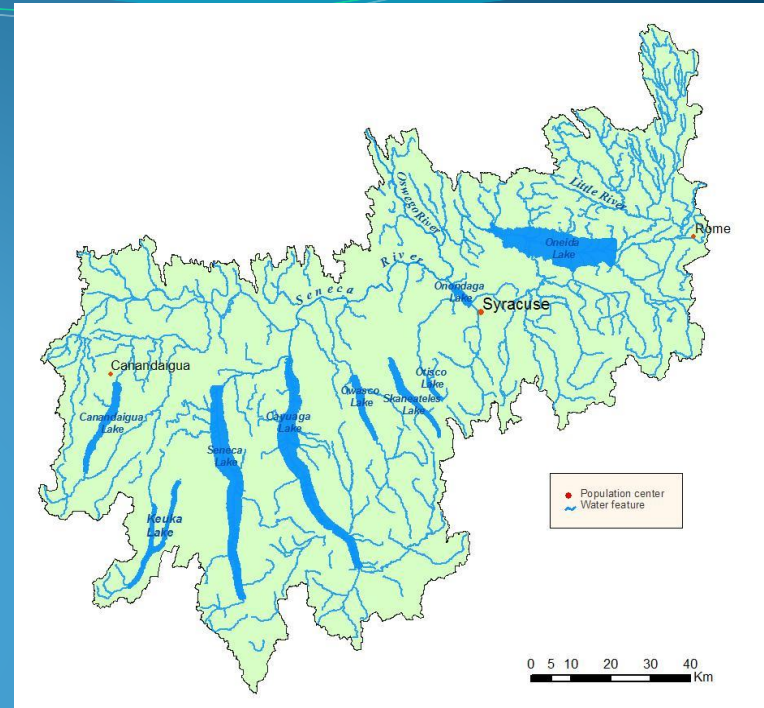 Oswego River
Little River
Rome
Oneida
Lake
Seneca River
Onondaga
Lake
Syracuse
Canandaigua
Otisco
Lake
Owasco
Lake
Skaneateles
Lake
Canandaigua
Lake
Cayuaga
Lake
Seneca
Lake
Keuka
Lake
Population center
Water feature
0 5 10 20 30 40
Km